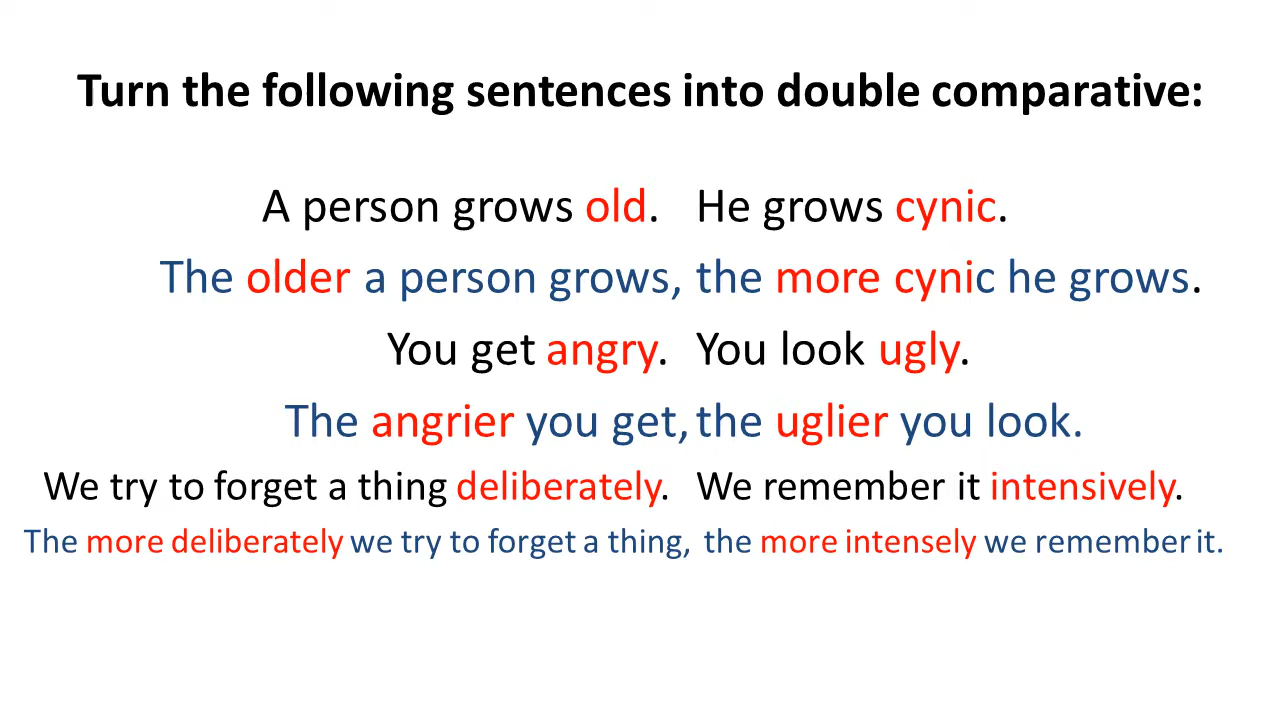 Turn the following sentences into double comparative:
A person grows old. He grows cynic.
The older a person grows, the more cynic he grows.
You get angry. You look ugly.
The angrier you get, the uglier you look.
We try to forget a thing deliberately. We remember it intensively.
The more deliberately we try to forget a thing, the more intensely we remember it.